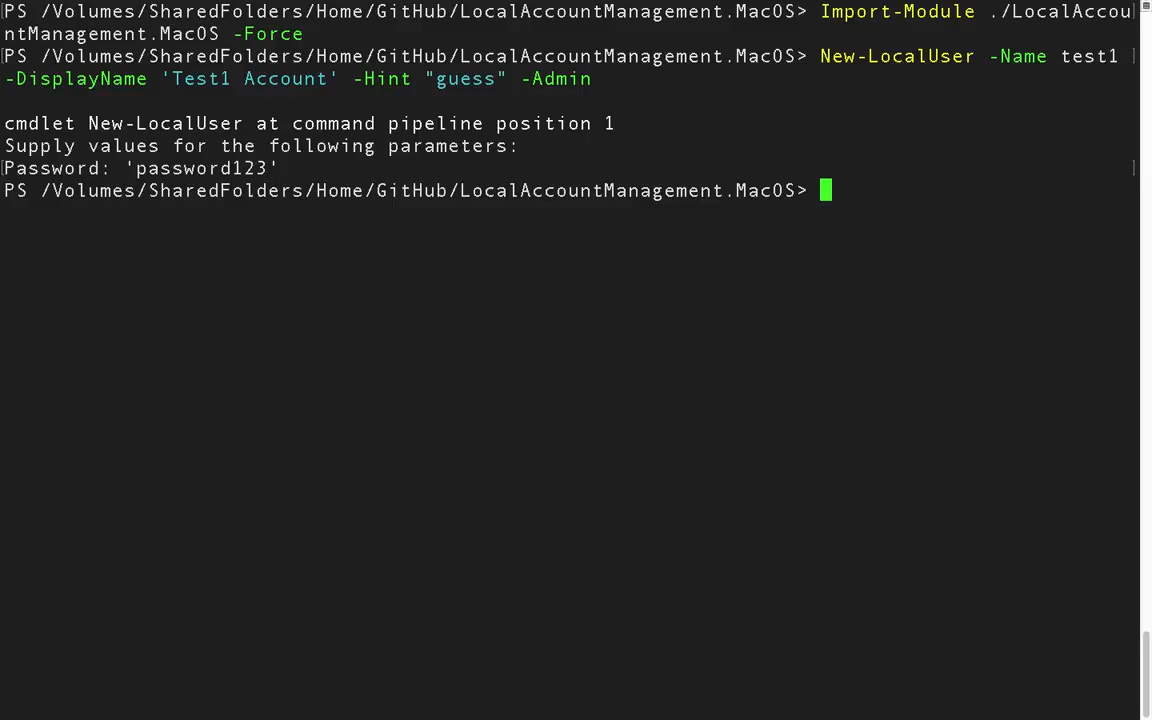 PS /Volumes/SharedFolders/Home/GitHub/LocalAccountManagement.MacOS> Import-Module ./LocalAccou
ntManagement.MacOS -Force
PS /Volumes/SharedFolders/Home/GitHub/LocalAccountManagement.MacOS> New-LocalUser -Name test1
-DisplayName 'Test1 Account' -Hint "guess" -Admin
cmdlet New-LocalUser at command pipeline position 1
Supply values for the following parameters:
Password: 'password123'
PS /Volumes/SharedFolders/Home/GitHub/LocalAccountManagement.MacOS>